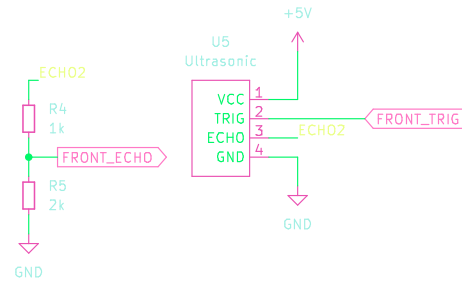 +5V
U5
Ultrasonic
ECHO2
R4
1k
FRONT_ECHO
R5
2k
GND
VCC 1
TRIG 2
ECHO 3
GND 4
ECHO2
FRONT_TRIG
GND